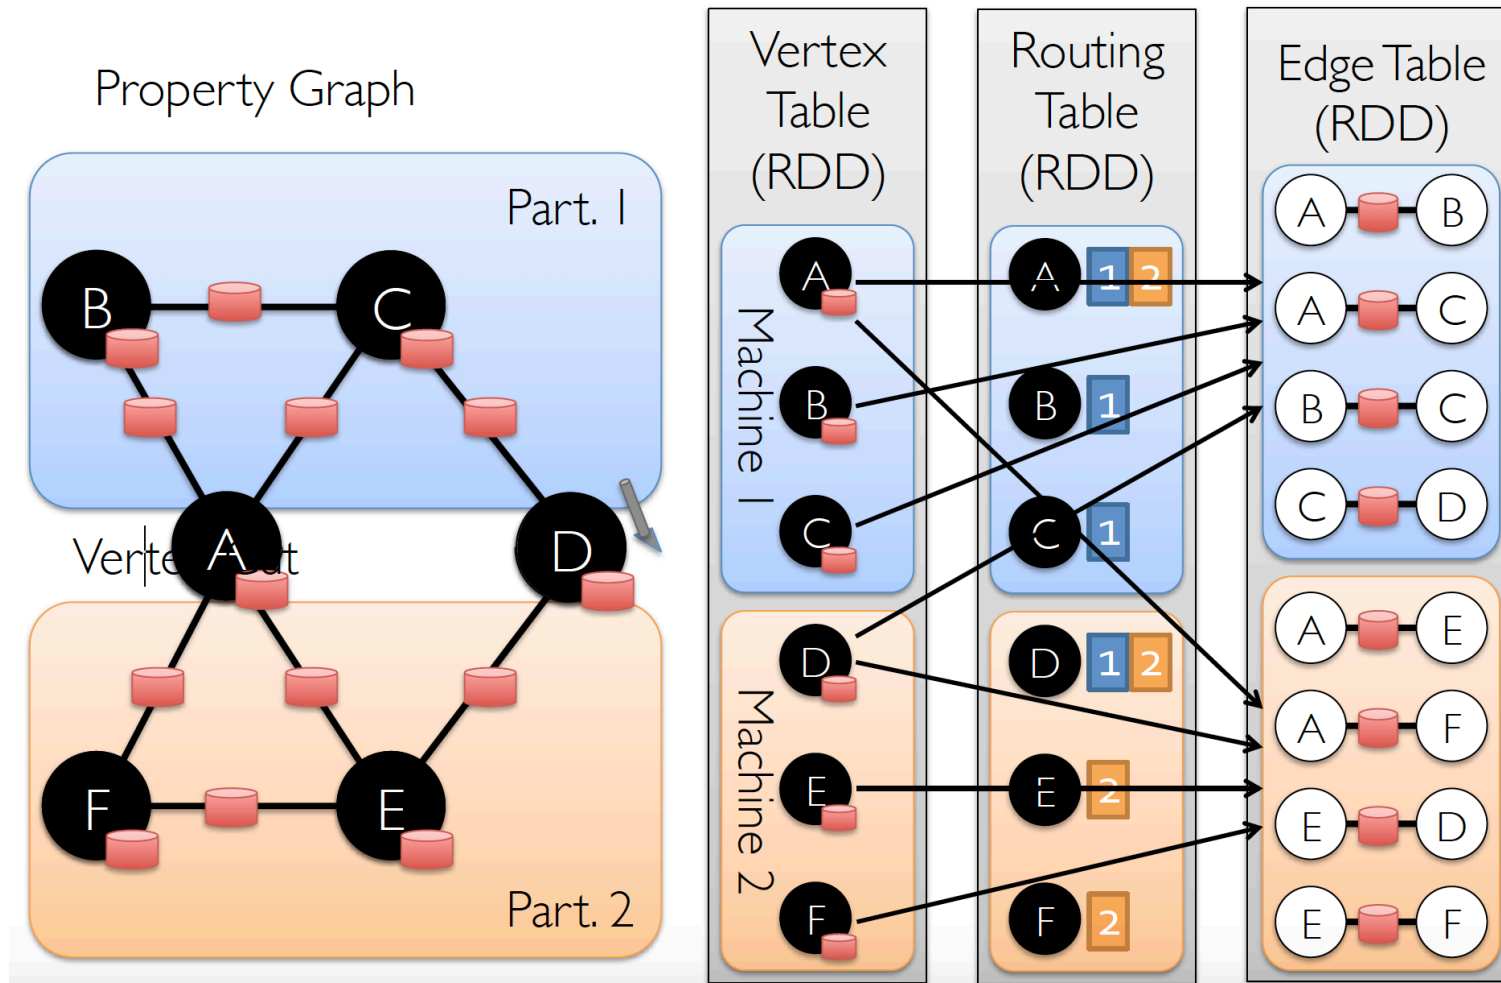 Property Graph
Part. 1
B
C
A
D
F
E
Part. 2
Vertex
Table
(RDD)
Machine 1
A
B
C
Machine 2
D
E
F
Routing
Table
(RDD)
A 1 2
B 1
C 1
D 1 2
E 2
F 2
Edge Table
(RDD)
A B
A C
B C
C D
A E
A F
E D
E F